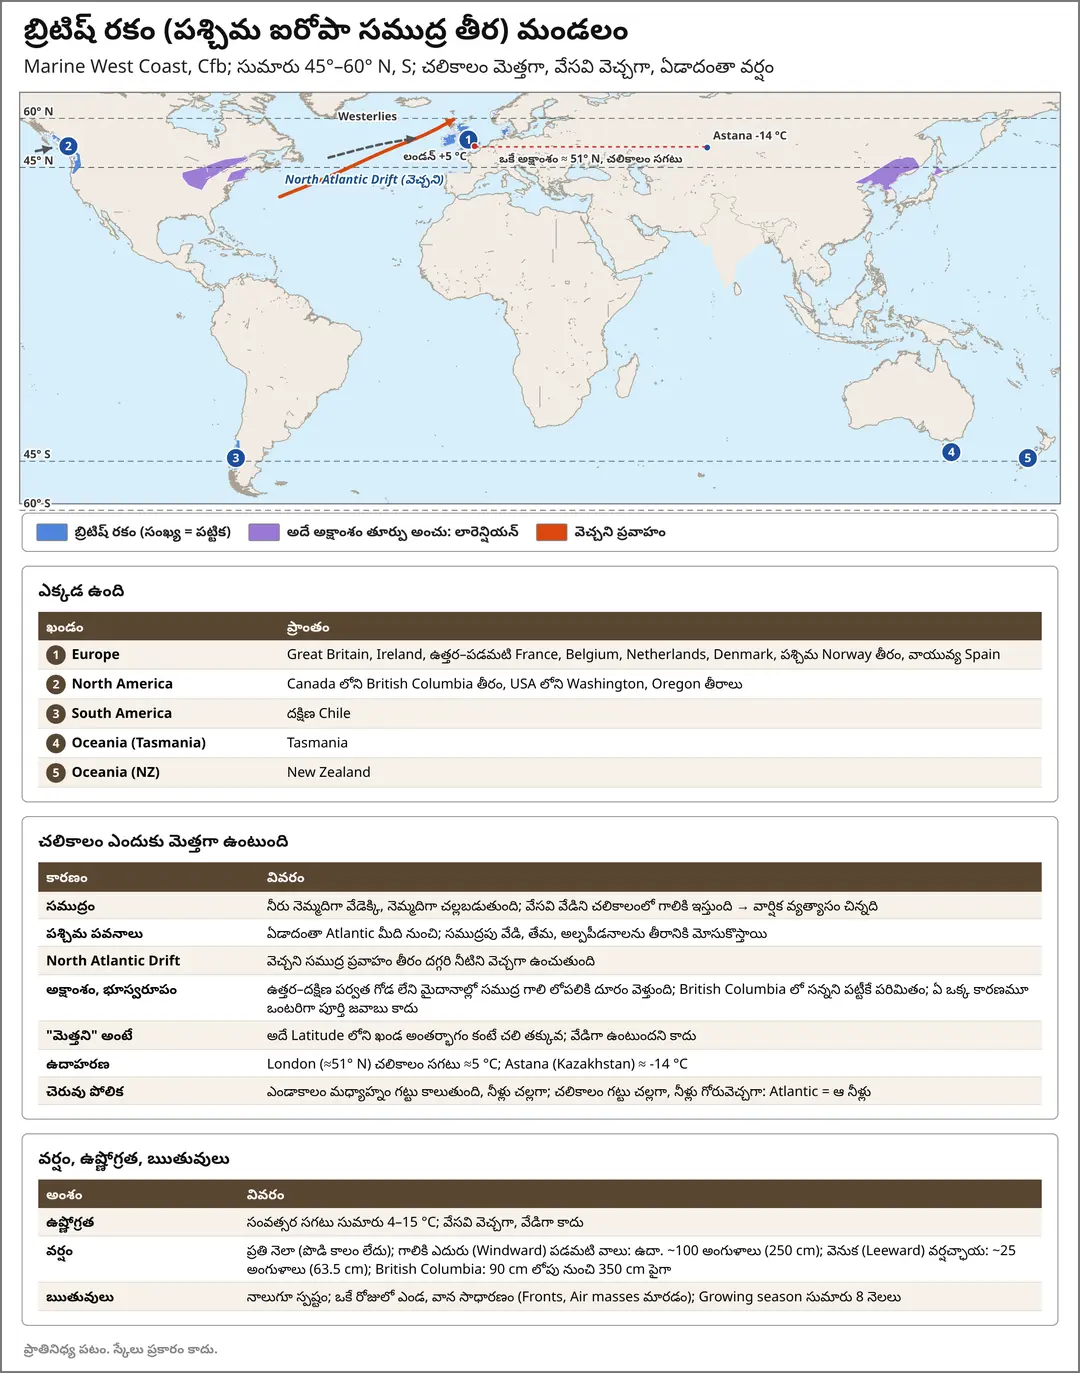 బ్రిటిష్ రకం (పశ్చిమ ఐరోపా సముద్ర తీర) మండలం
Marine West Coast, Cfb; సుమారు 45°–60° N, S; చలికాలం మెత్తగా, వేసవి వెచ్చగా, ఏడాదంతా వర్షం
60° N
Westerlies
Astana -14 °C
1
2
లండన్ +5 °C
ఒకే అక్షాంశం ≈ 51° N, చలికాలం సగటు
45° N
North Atlantic Drift (వెచ్చని)
45° S
3
4
5
60° S
బ్రిటిష్ రకం (సంఖ్య = పట్టిక)
అదే అక్షాంశం తూర్పు అంచు: లారెన్షియన్
వెచ్చని ప్రవాహం
ఎక్కడ ఉంది
ఖండం ప్రాంతం
1 Europe Great Britain, Ireland, ఉత్తర–పడమటి France, Belgium, Netherlands, Denmark, పశ్చిమ Norway తీరం, వాయువ్య Spain
2 North America Canada లోని British Columbia తీరం, USA లోని Washington, Oregon తీరాలు
3 South America దక్షిణ Chile
4 Oceania (Tasmania) Tasmania
5 Oceania (NZ) New Zealand
చలికాలం ఎందుకు మెత్తగా ఉంటుంది
కారణం వివరం
సముద్రం నీరు నెమ్మదిగా వేడెక్కి, నెమ్మదిగా చల్లబడుతుంది; వేసవి వేడిని చలికాలంలో గాలికి ఇస్తుంది → వార్షిక వ్యత్యాసం చిన్నది
పశ్చిమ పవనాలు ఏడాదంతా Atlantic మీది నుంచి; సముద్రపు వేడి, తేమ, అల్పపీడనాలను తీరానికి మోసుకొస్తాయి
North Atlantic Drift వెచ్చని సముద్ర ప్రవాహం తీరం దగ్గరి నీటిని వెచ్చగా ఉంచుతుంది
అక్షాంశం, భూస్వరూపం ఉత్తర–దక్షిణ పర్వత గోడ లేని మైదానాల్లో సముద్ర గాలి లోపలికి దూరం వెళ్తుంది; British Columbia లో సన్నని పట్టీకే పరిమితం; ఏ ఒక్క కారణమూ
ఒంటరిగా పూర్తి జవాబు కాదు
"మెత్తని" అంటే అదే Latitude లోని ఖండ అంతర్భాగం కంటే చలి తక్కువ; వేడిగా ఉంటుందని కాదు
ఉదాహరణ London (≈51° N) చలికాలం సగటు ≈5 °C; Astana (Kazakhstan) ≈ -14 °C
చెరువు పోలిక ఎండాకాలం మధ్యాహ్నం గట్టు కాలుతుంది, నీళ్లు చల్లగా; చలికాలం గట్టు చల్లగా, నీళ్లు గోరువెచ్చగా: Atlantic = ఆ నీళ్లు
వర్షం, ఉష్ణోగ్రత, ఋతువులు
అంశం వివరం
ఉష్ణోగ్రత సంవత్సర సగటు సుమారు 4–15 °C; వేసవి వెచ్చగా, వేడిగా కాదు
వర్షం ప్రతి నెలా (పొడి కాలం లేదు); గాలికి ఎదురు (Windward) పడమటి వాలు: ఉదా. ~100 అంగుళాలు (250 cm); వెనుక (Leeward) వర్షచ్ఛాయ: ~25
అంగుళాలు (63.5 cm); British Columbia: 90 cm లోపు నుంచి 350 cm పైగా
ఋతువులు నాలుగూ స్పష్టం; ఒకే రోజులో ఎండ, వాన సాధారణం (Fronts, Air masses మారడం); Growing season సుమారు 8 నెలలు
ప్రాతినిధ్య పటం. స్కేలు ప్రకారం కాదు.